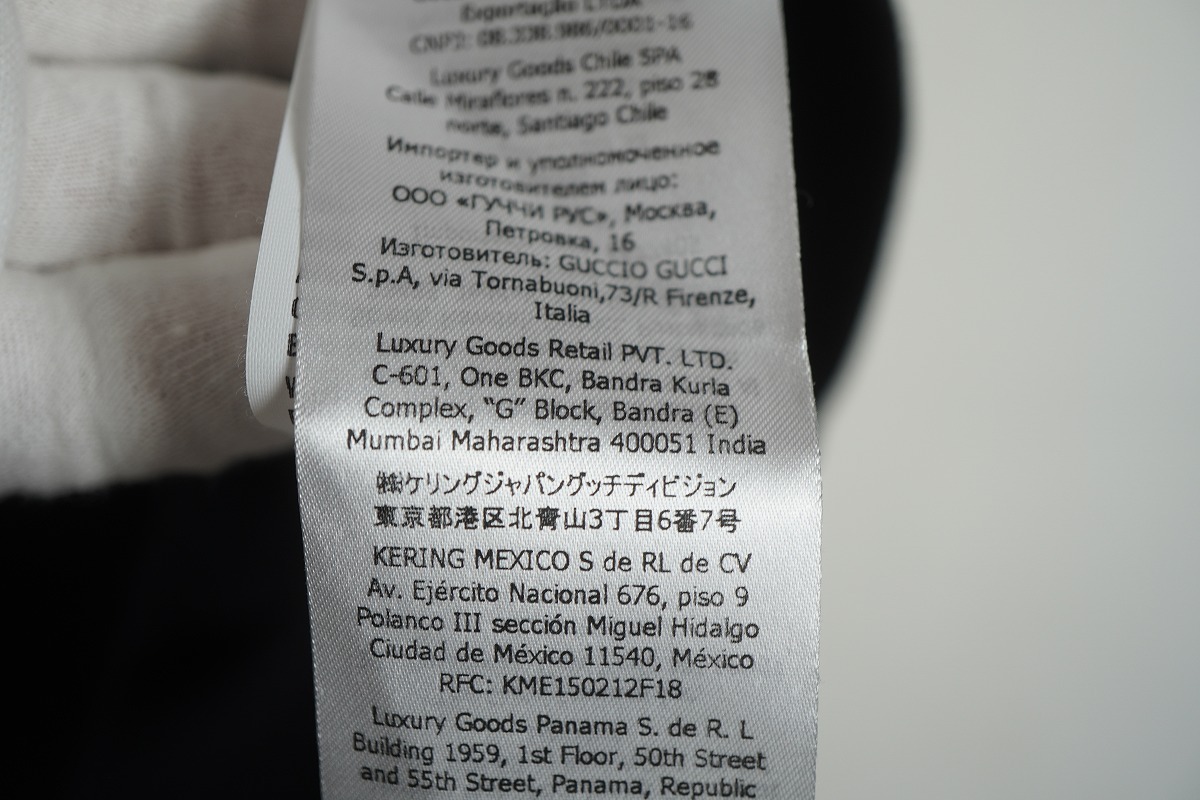 Exportação LTDA
CNPJ: 08.338.986/0001-16
Luxury Goods Chile SPA
Calle Miraflores n. 222, piso 28
norte, Santiago Chile
Импортер и уполномоченное
изготовителем лицо:
ООО «ГУЧЧИ РУС», Москва,
Петровка, 16
Изготовитель: GUCCIO GUCCI
S.p.A, via Tornabuoni,73/R Firenze,
Italia
Luxury Goods Retail PVT. LTD.
C-601, One BKC, Bandra Kurla
Complex, “G” Block, Bandra (E)
Mumbai Maharashtra 400051 India
㈱ケリングジャパングッチディビジョン
東京都港区北青山3丁目6番7号
KERING MEXICO S de RL de CV
Av. Ejército Nacional 676, piso 9
Polanco III sección Miguel Hidalgo
Ciudad de México 11540, México
RFC: KME150212F18
Luxury Goods Panama S. de R. L
Building 1959, 1st Floor, 50th Street
and 55th Street, Panama, Republic